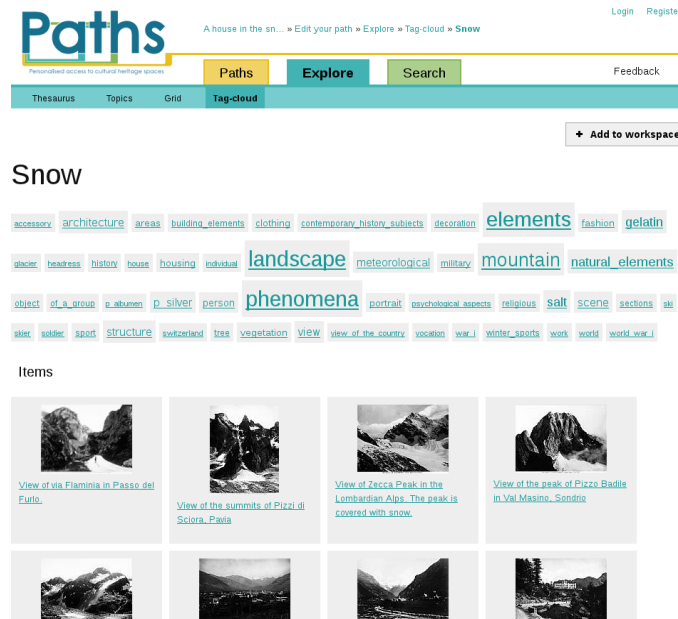 Login Registe
Paths
Personalised access to cultural heritage spaces
A house in the sn... » Edit your path » Explore » Tag-cloud » Snow
Paths Explore Search Feedback
Thesaurus Topics Grid Tag-cloud
+ Add to workspace
Snow
accessory architecture areas building_elements clothing contemporary_history_subjects decoration elements fashion gelatin
glacier headress history house housing individual landscape meteorological military mountain natural_elements
object of_a_group p_albumen p_silver person phenomena portrait psychological_aspects religious salt scene sections ski
skier soldier sport structure switzerland tree vegetation view view_of_the_country vocation war_i winter_sports work world world_war_i
Items
View of via Flaminia in Passo del
Furlo.
View of the summits of Pizzi di
Sciora, Pavia
View of Zecca Peak in the
Lombardian Alps. The peak is
covered with snow.
View of the peak of Pizzo Badile
in Val Masino, Sondrio